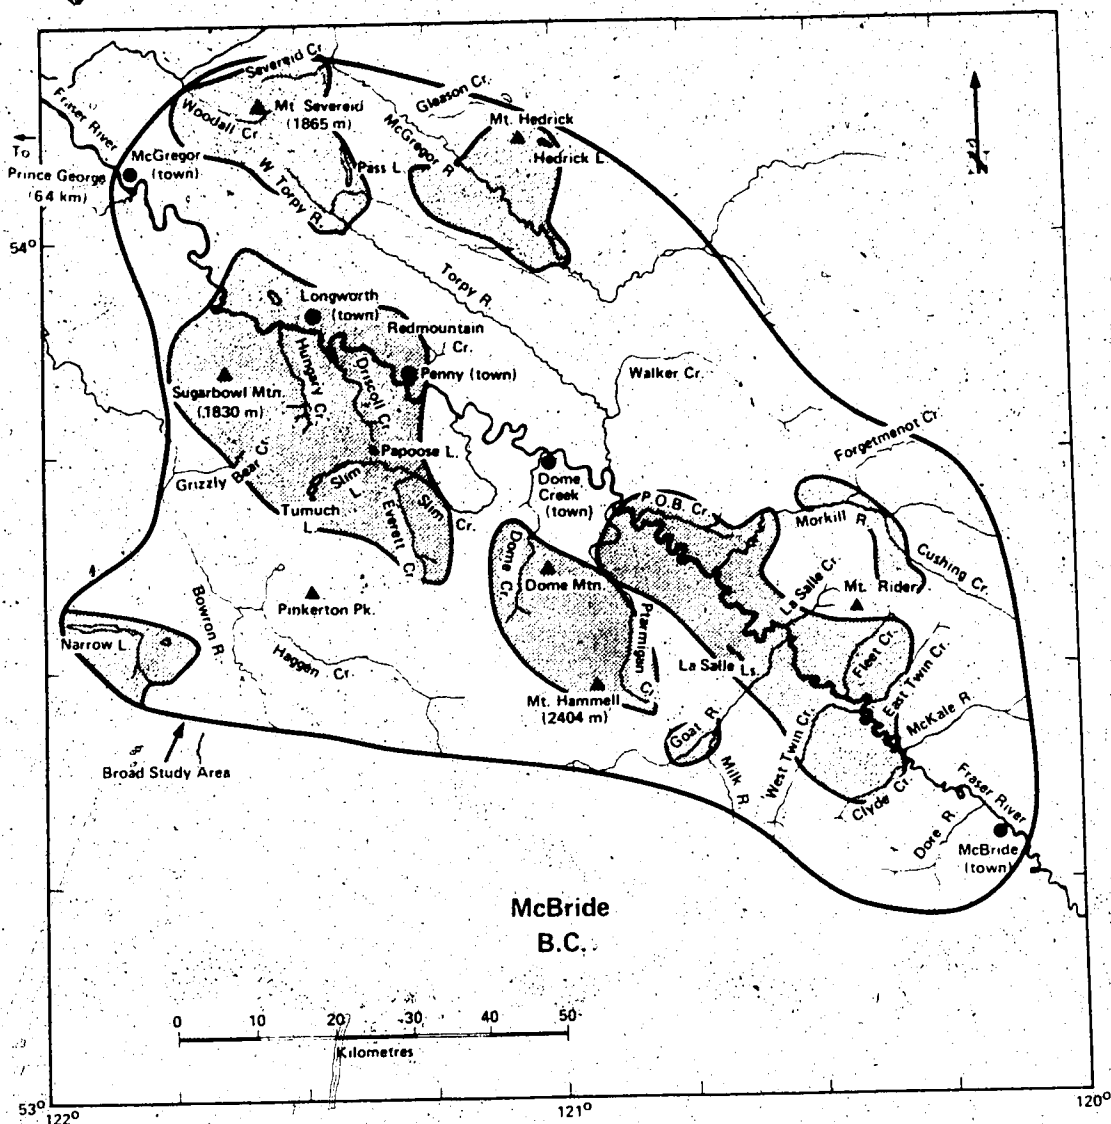 Severeid Cr.
Gleason Cr.
Fraser River
Woodall Cr.
Mt Severeid
(1865 m)
McGregor R.
Mt. Hedrick
Hedrick L.
To
Prince George
(64 km)
McGregor
(town)
W. Torpy R.
Pass L.
N
54°
Torpy R.
Longworth
(town)
Redmountain
Cr.
Hungary Cr.
Driscoll Cr.
Penny (town)
Walker Cr.
Sugarbowl Mtn.
(1830 m)
Forgetmenot Cr.
Grizzly Bear Cr.
Papoose L.
Slim
L.
Tumuch
L.
Everett Cr.
Slim
Cr.
Dome
Creek
(town)
P.O.B. Cr.
Morkill R.
Cushing Cr.
Dome Cr.
Dome Mtn.
La Salle Cr.
Mt. Rider
Pinkerton Pk.
Bowron R.
Ptarmigan Cr.
Narrow L.
Haggen Cr.
La Salle Ls.
Fleet Cr.
East Twin Cr.
Mt. Hammell
(2404 m)
Goat R.
McKale R.
West Twin Cr.
Milk R.
Broad Study Area
Clyde Cr.
Fraser River
Dore R.
McBride
(town)
McBride
B.C.
0 10 20 30 40 50
Kilometres
53°
122° 121° 120°